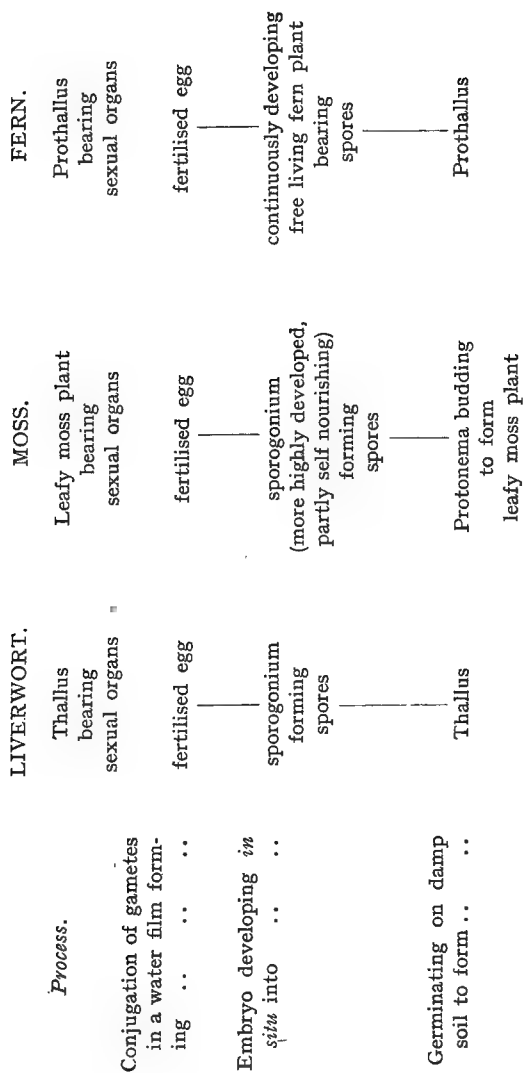 Process.
LIVERWORT.
MOSS.
FERN.
Thallus
bearing
sexual organs
Leafy moss plant
bearing
sexual organs
Prothallus
bearing
sexual organs
Conjugation of gametes
in a water film form-
ing .. .. ..
fertilised egg
fertilised egg
fertilised egg
Embryo developing in
situ into .. ..
sporogonium
forming
spores
sporogonium
(more highly developed,
partly self nourishing)
forming
spores
continuously developing
free living fern plant
bearing
spores
Germinating on damp
soil to form .. ..
Thallus
Protonema budding
to form
leafy moss plant
Prothallus